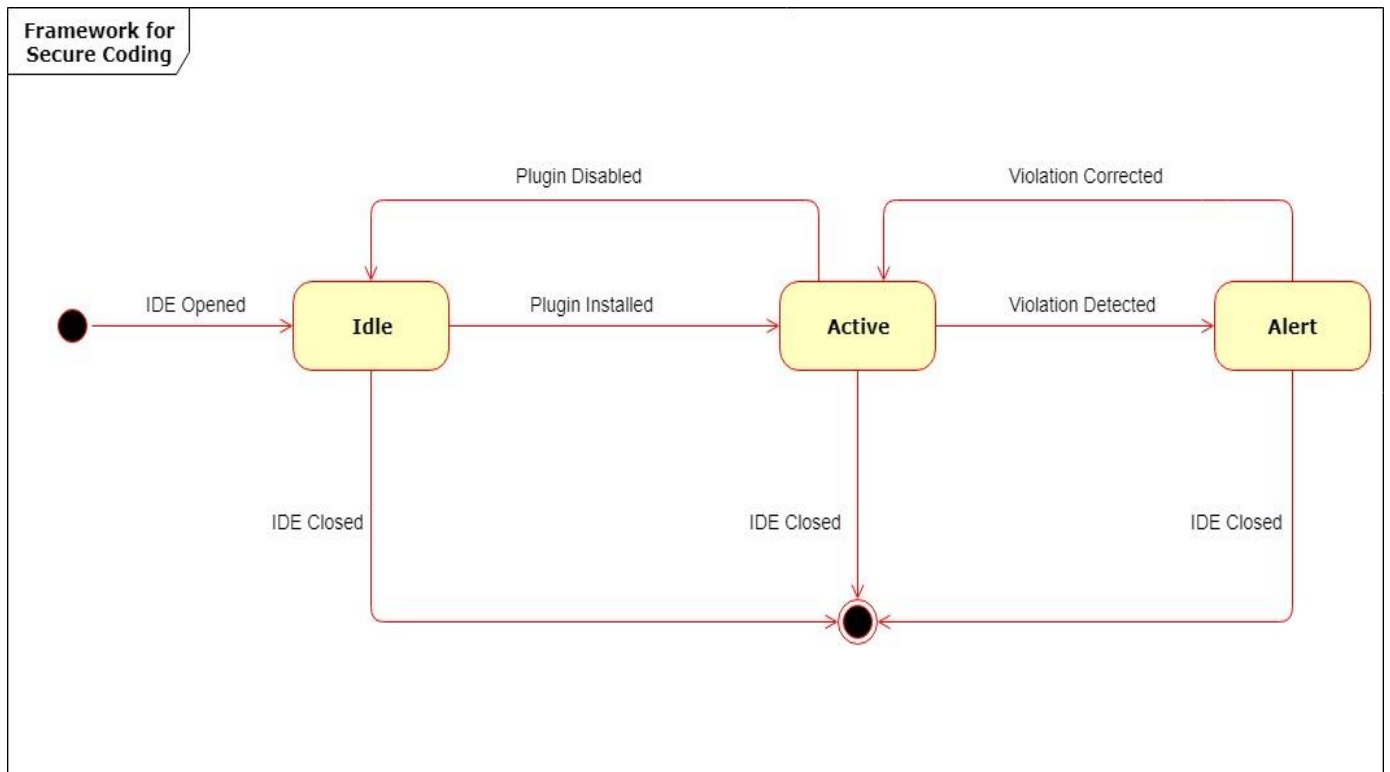 Framework for
Secure Coding
Plugin Disabled
Violation Corrected
IDE Opened
Plugin Installed
Violation Detected
Idle
Active
Alert
IDE Closed
IDE Closed
IDE Closed